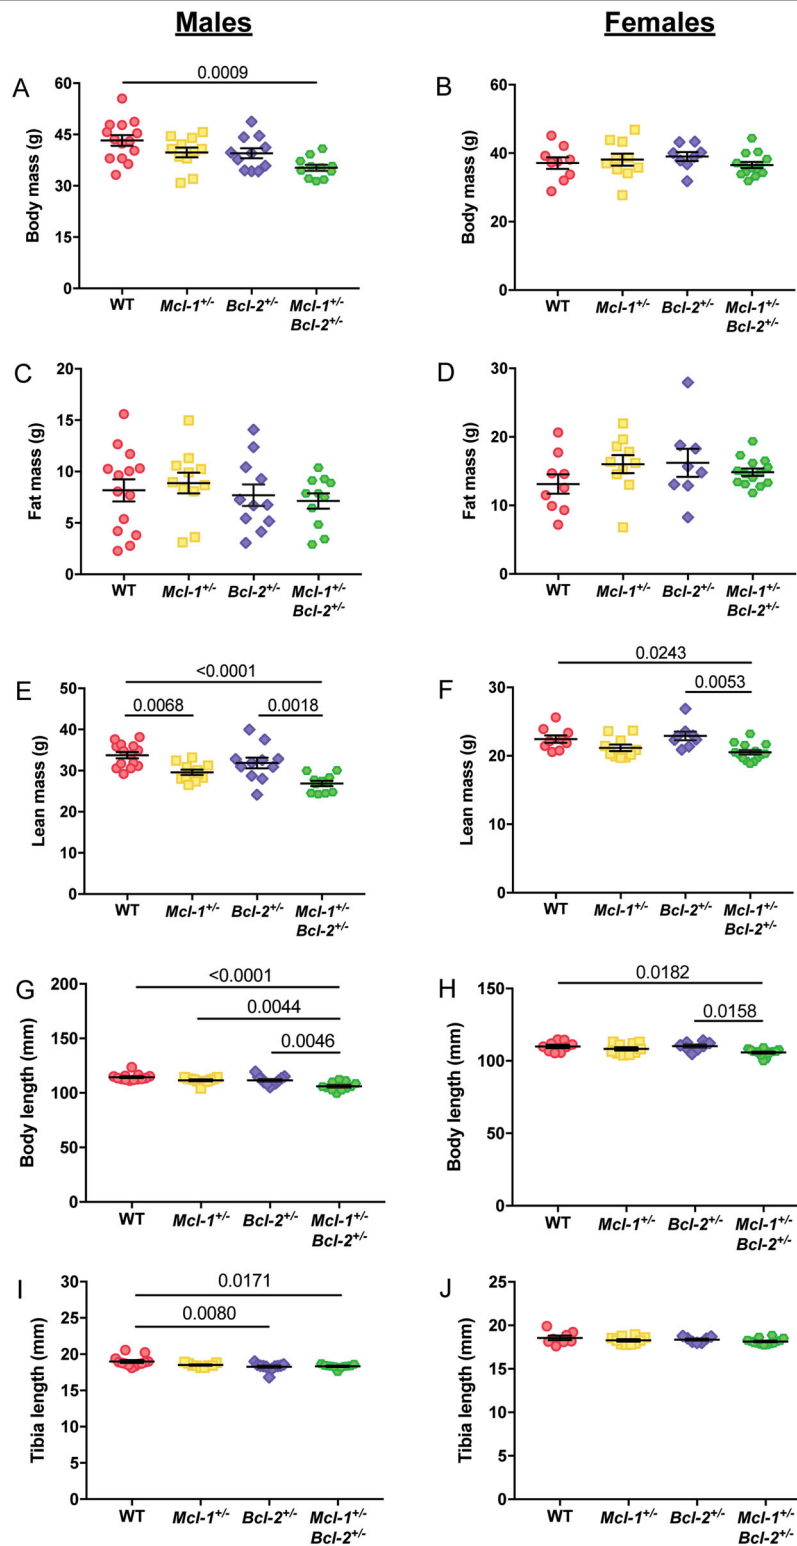 Males
Females
A
0.0009
Body mass (g)
60
45
30
15
0
WT
Mcl-1+/-
Bcl-2+/-
Mcl-1+/-
Bcl-2+/-
B
Body mass (g)
60
40
20
0
WT
Mcl-1+/-
Bcl-2+/-
Mcl-1+/-
Bcl-2+/-
C
Fat mass (g)
20
15
10
5
0
WT
Mcl-1+/-
Bcl-2+/-
Mcl-1+/-
Bcl-2+/-
D
Fat mass (g)
30
20
10
0
WT
Mcl-1+/-
Bcl-2+/-
Mcl-1+/-
Bcl-2+/-
E
<0.0001
0.0068
0.0018
Lean mass (g)
50
40
30
20
10
0
WT
Mcl-1+/-
Bcl-2+/-
Mcl-1+/-
Bcl-2+/-
F
0.0243
0.0053
Lean mass (g)
30
20
10
0
WT
Mcl-1+/-
Bcl-2+/-
Mcl-1+/-
Bcl-2+/-
G
<0.0001
0.0044
0.0046
Body length (mm)
200
150
100
50
0
WT
Mcl-1+/-
Bcl-2+/-
Mcl-1+/-
Bcl-2+/-
H
0.0182
0.0158
Body length (mm)
150
100
50
0
WT
Mcl-1+/-
Bcl-2+/-
Mcl-1+/-
Bcl-2+/-
I
0.0171
0.0080
Tibia length (mm)
30
25
20
15
10
5
0
WT
Mcl-1+/-
Bcl-2+/-
Mcl-1+/-
Bcl-2+/-
J
Tibia length (mm)
25
20
15
10
5
0
WT
Mcl-1+/-
Bcl-2+/-
Mcl-1+/-
Bcl-2+/-